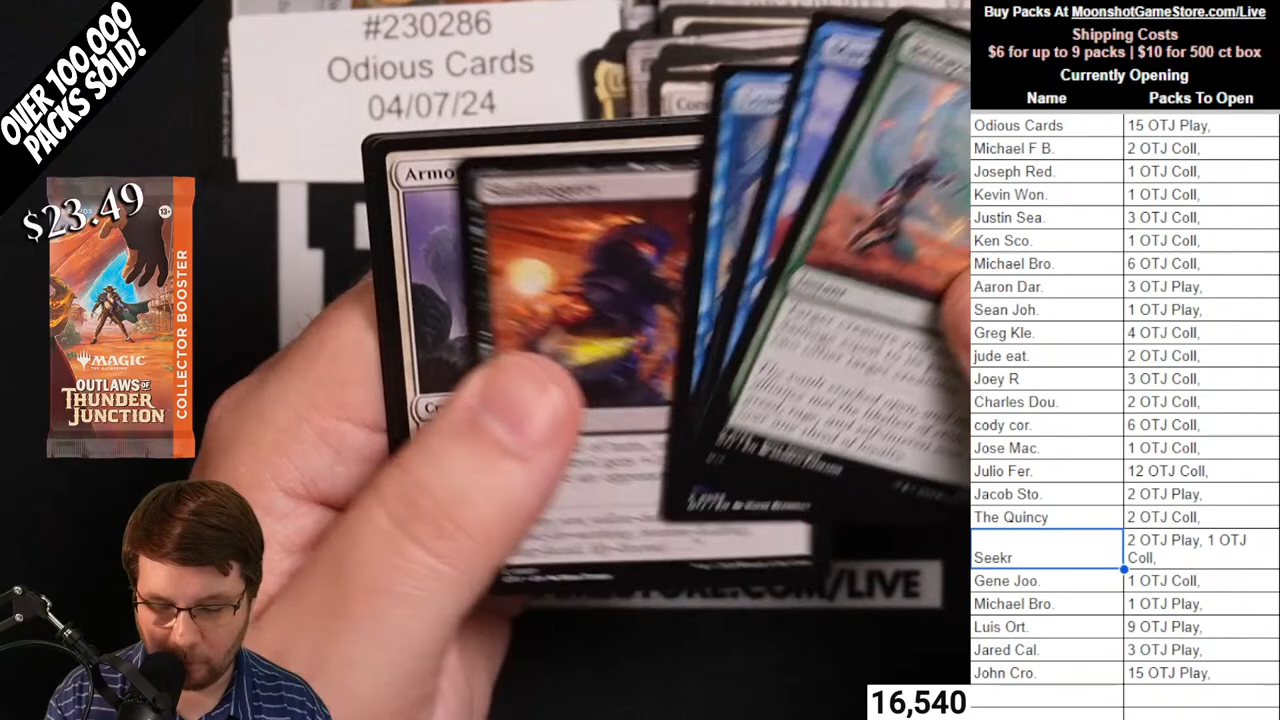 OVER 100,000
PACKS SOLD!
$23.49
13+
MAGIC
THE GATHERING
OUTLAWS OF
THUNDER
JUNCTION
COLLECTOR BOOSTER
#230286
Odious Cards
04/07/24
Armo
Instant
.COM/LIVE
16,540
Buy Packs At MoonshotGameStore.com/Live
Shipping Costs
$6 for up to 9 packs | $10 for 500 ct box
Currently Opening
Name Packs To Open
Odious Cards 15 OTJ Play,
Michael F B. 2 OTJ Coll,
Joseph Red. 1 OTJ Coll,
Kevin Won. 1 OTJ Coll,
Justin Sea. 3 OTJ Coll,
Ken Sco. 1 OTJ Coll,
Michael Bro. 6 OTJ Coll,
Aaron Dar. 3 OTJ Play,
Sean Joh. 1 OTJ Play,
Greg Kle. 4 OTJ Coll,
jude eat. 2 OTJ Coll,
Joey R 3 OTJ Coll,
Charles Dou. 2 OTJ Coll,
cody cor. 6 OTJ Coll,
Jose Mac. 1 OTJ Coll,
Julio Fer. 12 OTJ Coll,
Jacob Sto. 2 OTJ Play,
The Quincy 2 OTJ Coll,
Seekr 2 OTJ Play, 1 OTJ
Coll,
Gene Joo. 1 OTJ Coll,
Michael Bro. 1 OTJ Play,
Luis Ort. 9 OTJ Play,
Jared Cal. 3 OTJ Play,
John Cro. 15 OTJ Play,